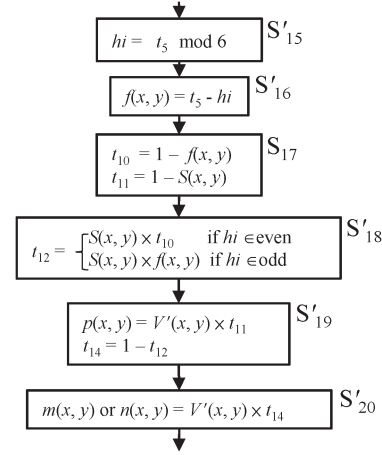 hi = t₅ mod 6
S′₁₅
f(x, y) = t₅ - hi
S′₁₆
S₁₇
t₁₀ = 1 – f(x, y)
t₁₁ = 1 – S(x, y)
S′₁₈
S(x, y) × t₁₀ if hi ∈ even
t₁₂ = {
S(x, y) × f(x, y) if hi ∈ odd
S′₁₉
p(x, y) = V′(x, y) × t₁₁
t₁₄ = 1 – t₁₂
S′₂₀
m(x, y) or n(x, y) = V′(x, y) × t₁₄